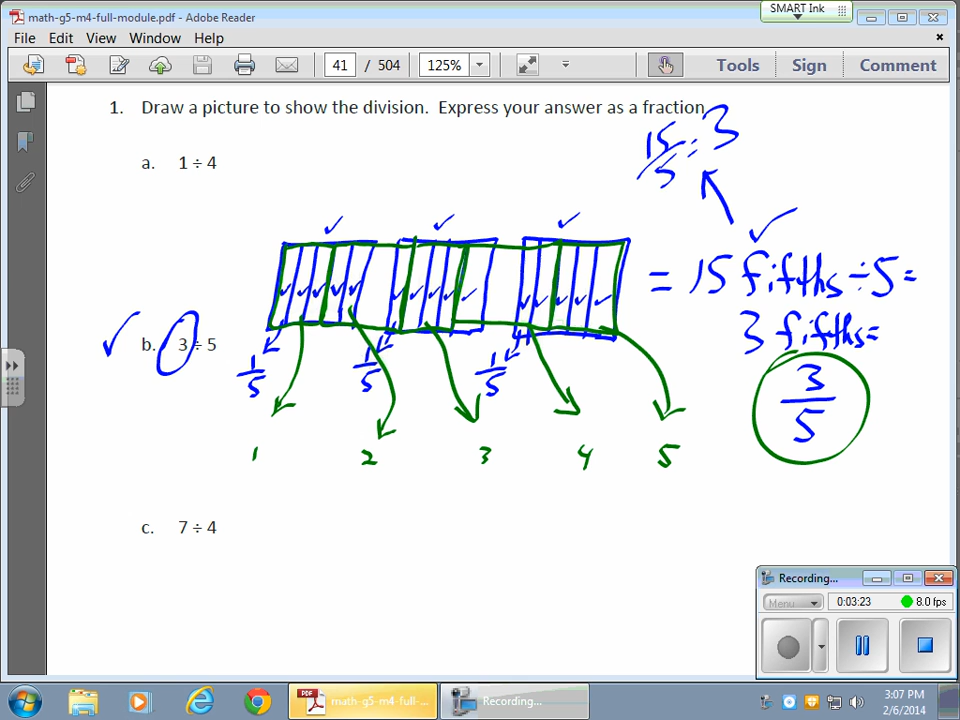 math-g5-m4-full-module.pdf - Adobe Reader
SMART Ink
File Edit View Window Help
41 / 504 125% Tools Sign Comment
1. Draw a picture to show the division. Express your answer as a fraction.
15/5 = 3
a. 1 ÷ 4
= 15 fifths ÷ 5 =
3 fifths =
b. 3 ÷ 5
1/5 1/5 1/5
3/5
1 2 3 4 5
c. 7 ÷ 4
Recording...
Menu 0:03:23 8.0 fps
PDF math-g5-m4-full-... Recording...
3:07 PM
2/6/2014